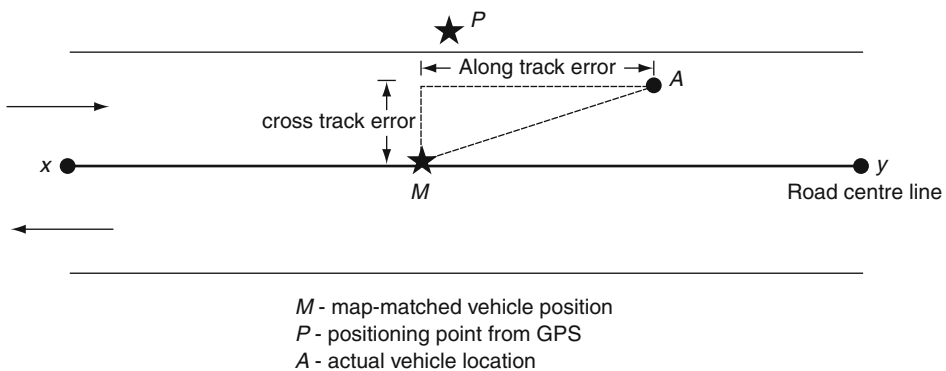 P
Along track error
A
cross track error
x
M
y
Road centre line
M - map-matched vehicle position
P - positioning point from GPS
A - actual vehicle location